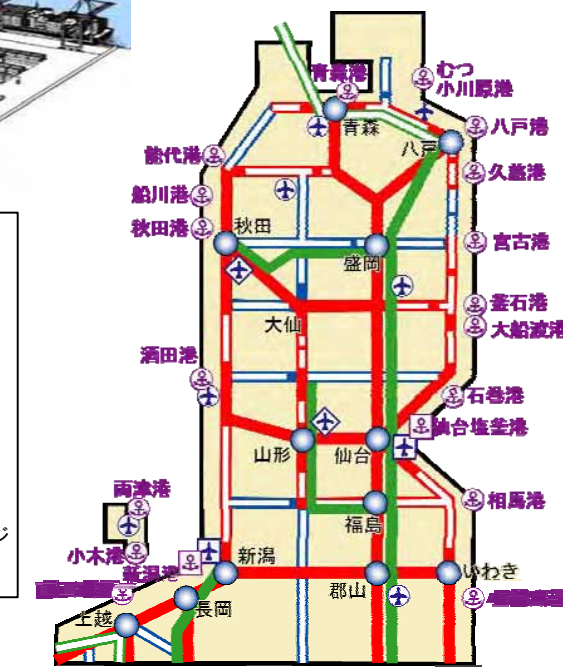 むつ
小川原港
青森港
青森
八戸港
八戸
能代港
久慈港
船川港
秋田港
秋田
宮古港
盛岡
釜石港
大仙
大船渡港
酒田港
石巻港
仙台塩釜港
山形
仙台
両津港
相馬港
福島
ジ
小木港
新潟港
新潟
郡山
いわき
長岡
上越